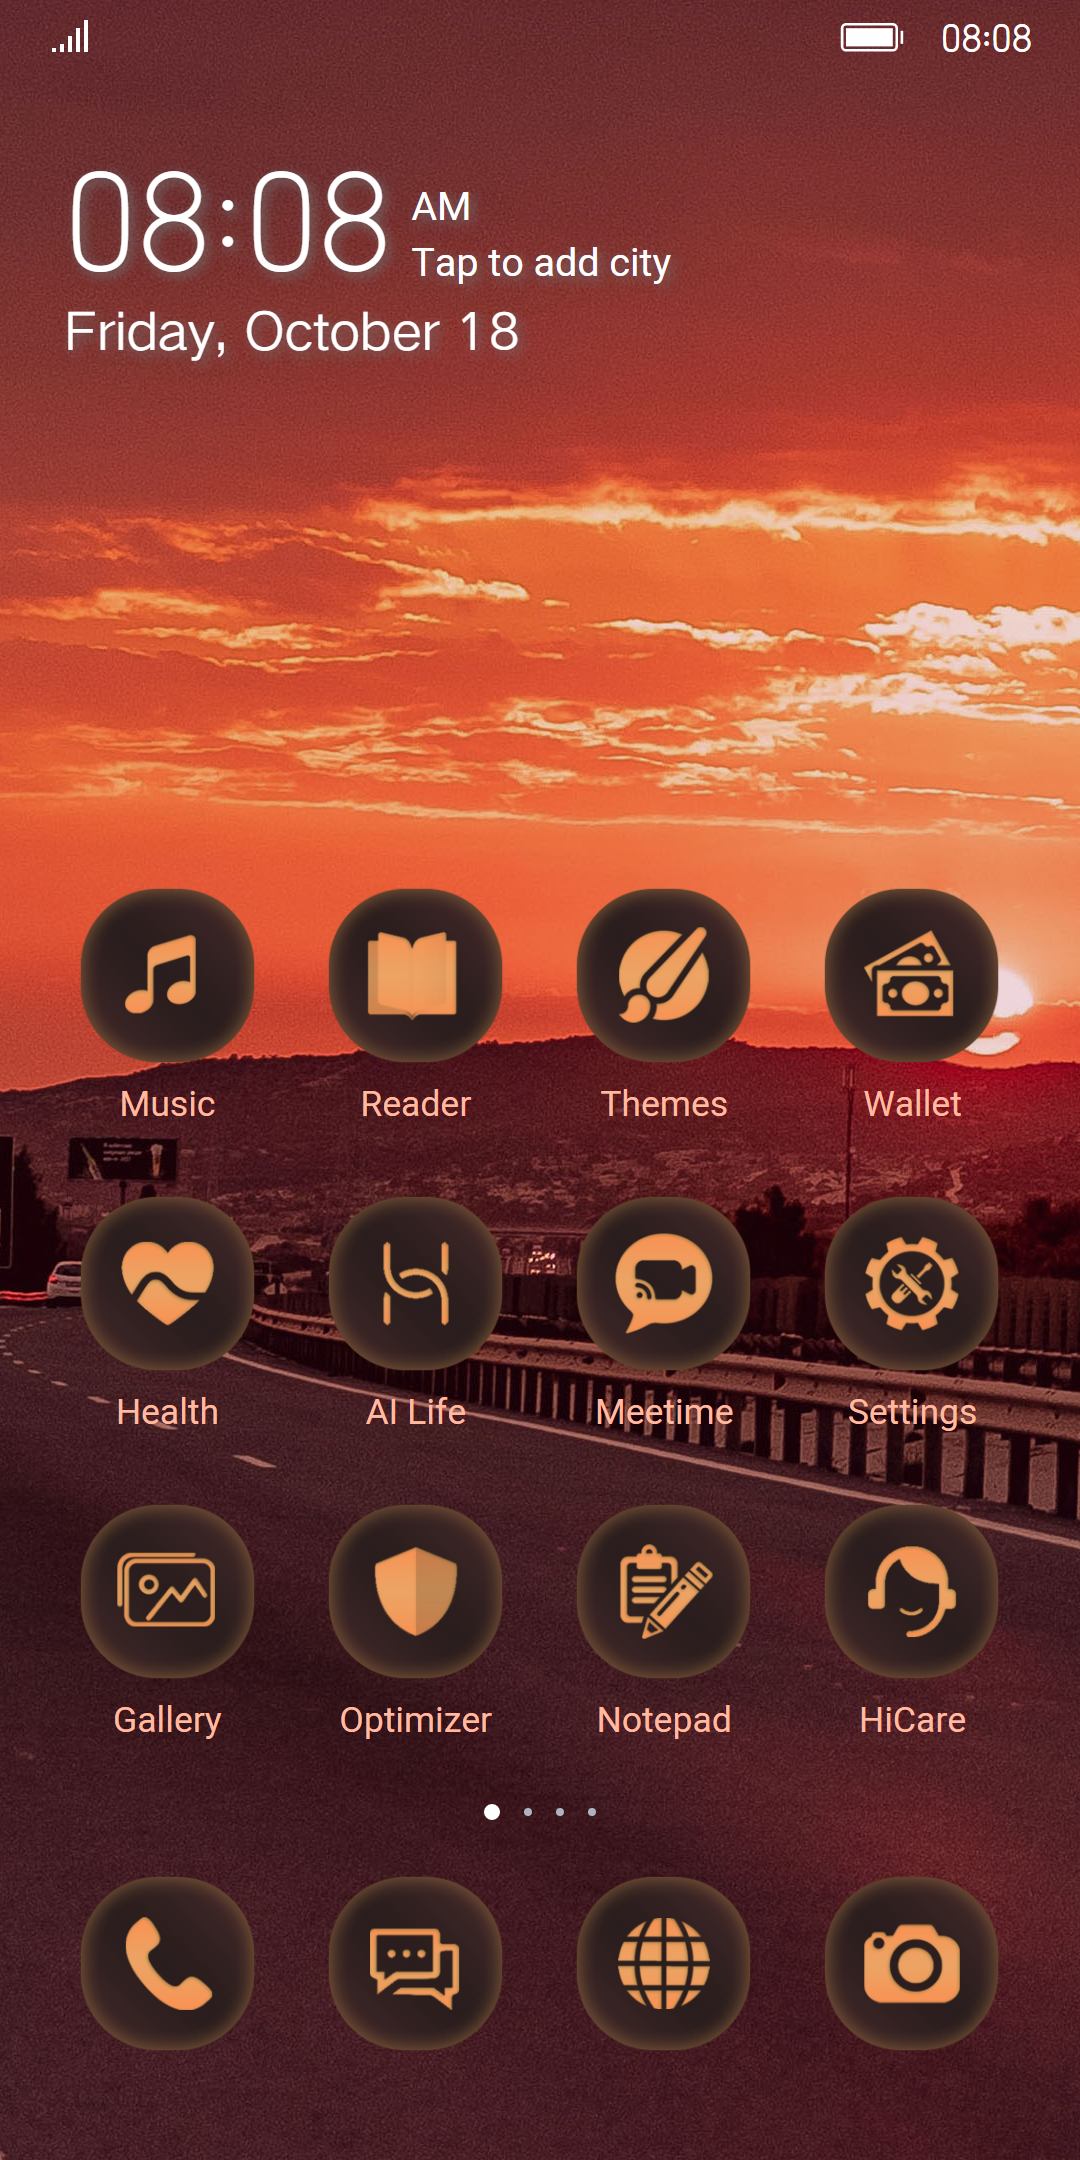 08:08
08:08 AM
Tap to add city
Friday, October 18
Music Reader Themes Wallet
Health AI Life Meetime Settings
Gallery Optimizer Notepad HiCare